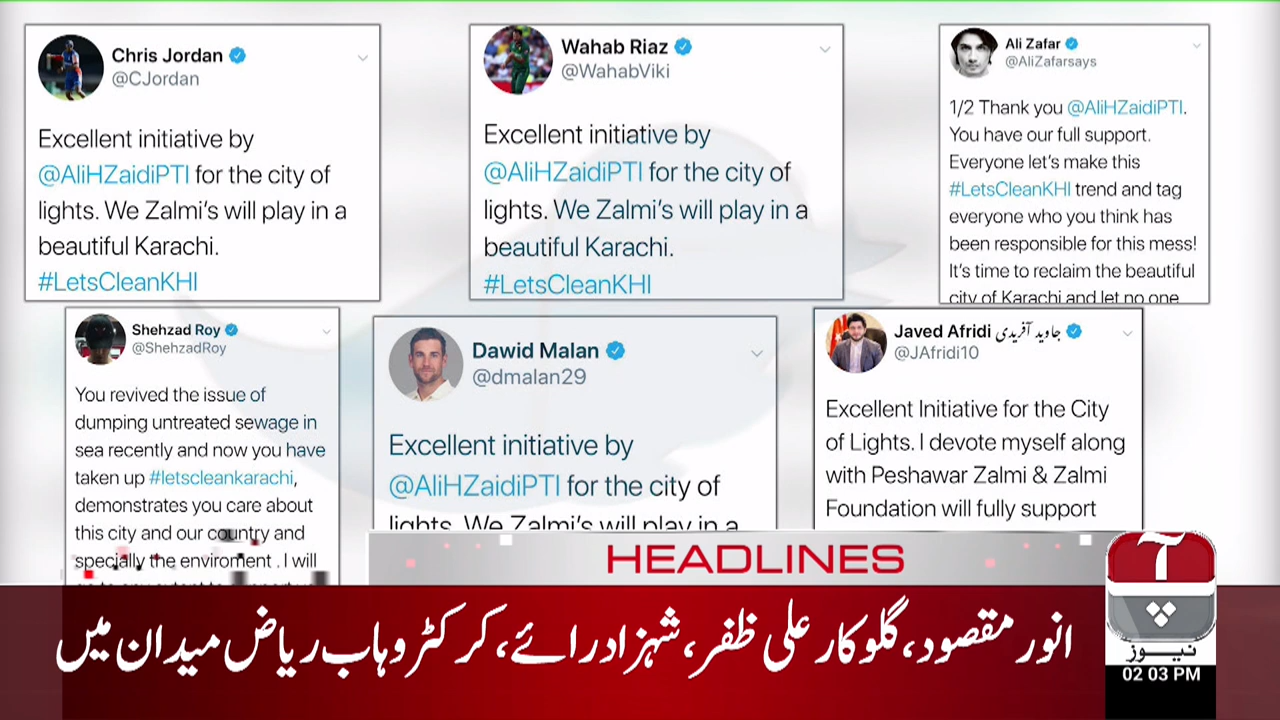 Chris Jordan
@CJordan
Excellent initiative by
@AliHZaidiPTI for the city of
lights. We Zalmi's will play in a
beautiful Karachi.
#LetsCleanKHI
Wahab Riaz
@WahabViki
Excellent initiative by
@AliHZaidiPTI for the city of
lights. We Zalmi's will play in a
beautiful Karachi.
#LetsCleanKHI
Ali Zafar
@AliZafarsays
1/2 Thank you @AliHZaidiPTI.
You have our full support.
Everyone let's make this
#LetsCleanKHI trend and tag
everyone who you think has
been responsible for this mess!
It's time to reclaim the beautiful
city of Karachi and let no one
Shehzad Roy
@ShehzadRoy
You revived the issue of
dumping untreated sewage in
sea recently and now you have
taken up #letscleankarachi,
demonstrates you care about
this city and our country and
specially the enviroment . I will
Dawid Malan
@dmalan29
Excellent initiative by
@AliHZaidiPTI for the city of
lights. We Zalmi's will play in a
Javed Afridi جاوید آفریدی
@JAfridi10
Excellent Initiative for the City
of Lights. I devote myself along
with Peshawar Zalmi & Zalmi
Foundation will fully support
HEADLINES
انور مقصود، گلوکار علی ظفر، شہزاد رائے، کرکٹر وہاب ریاض میدان میں
آپ
نیوز
02 03 PM